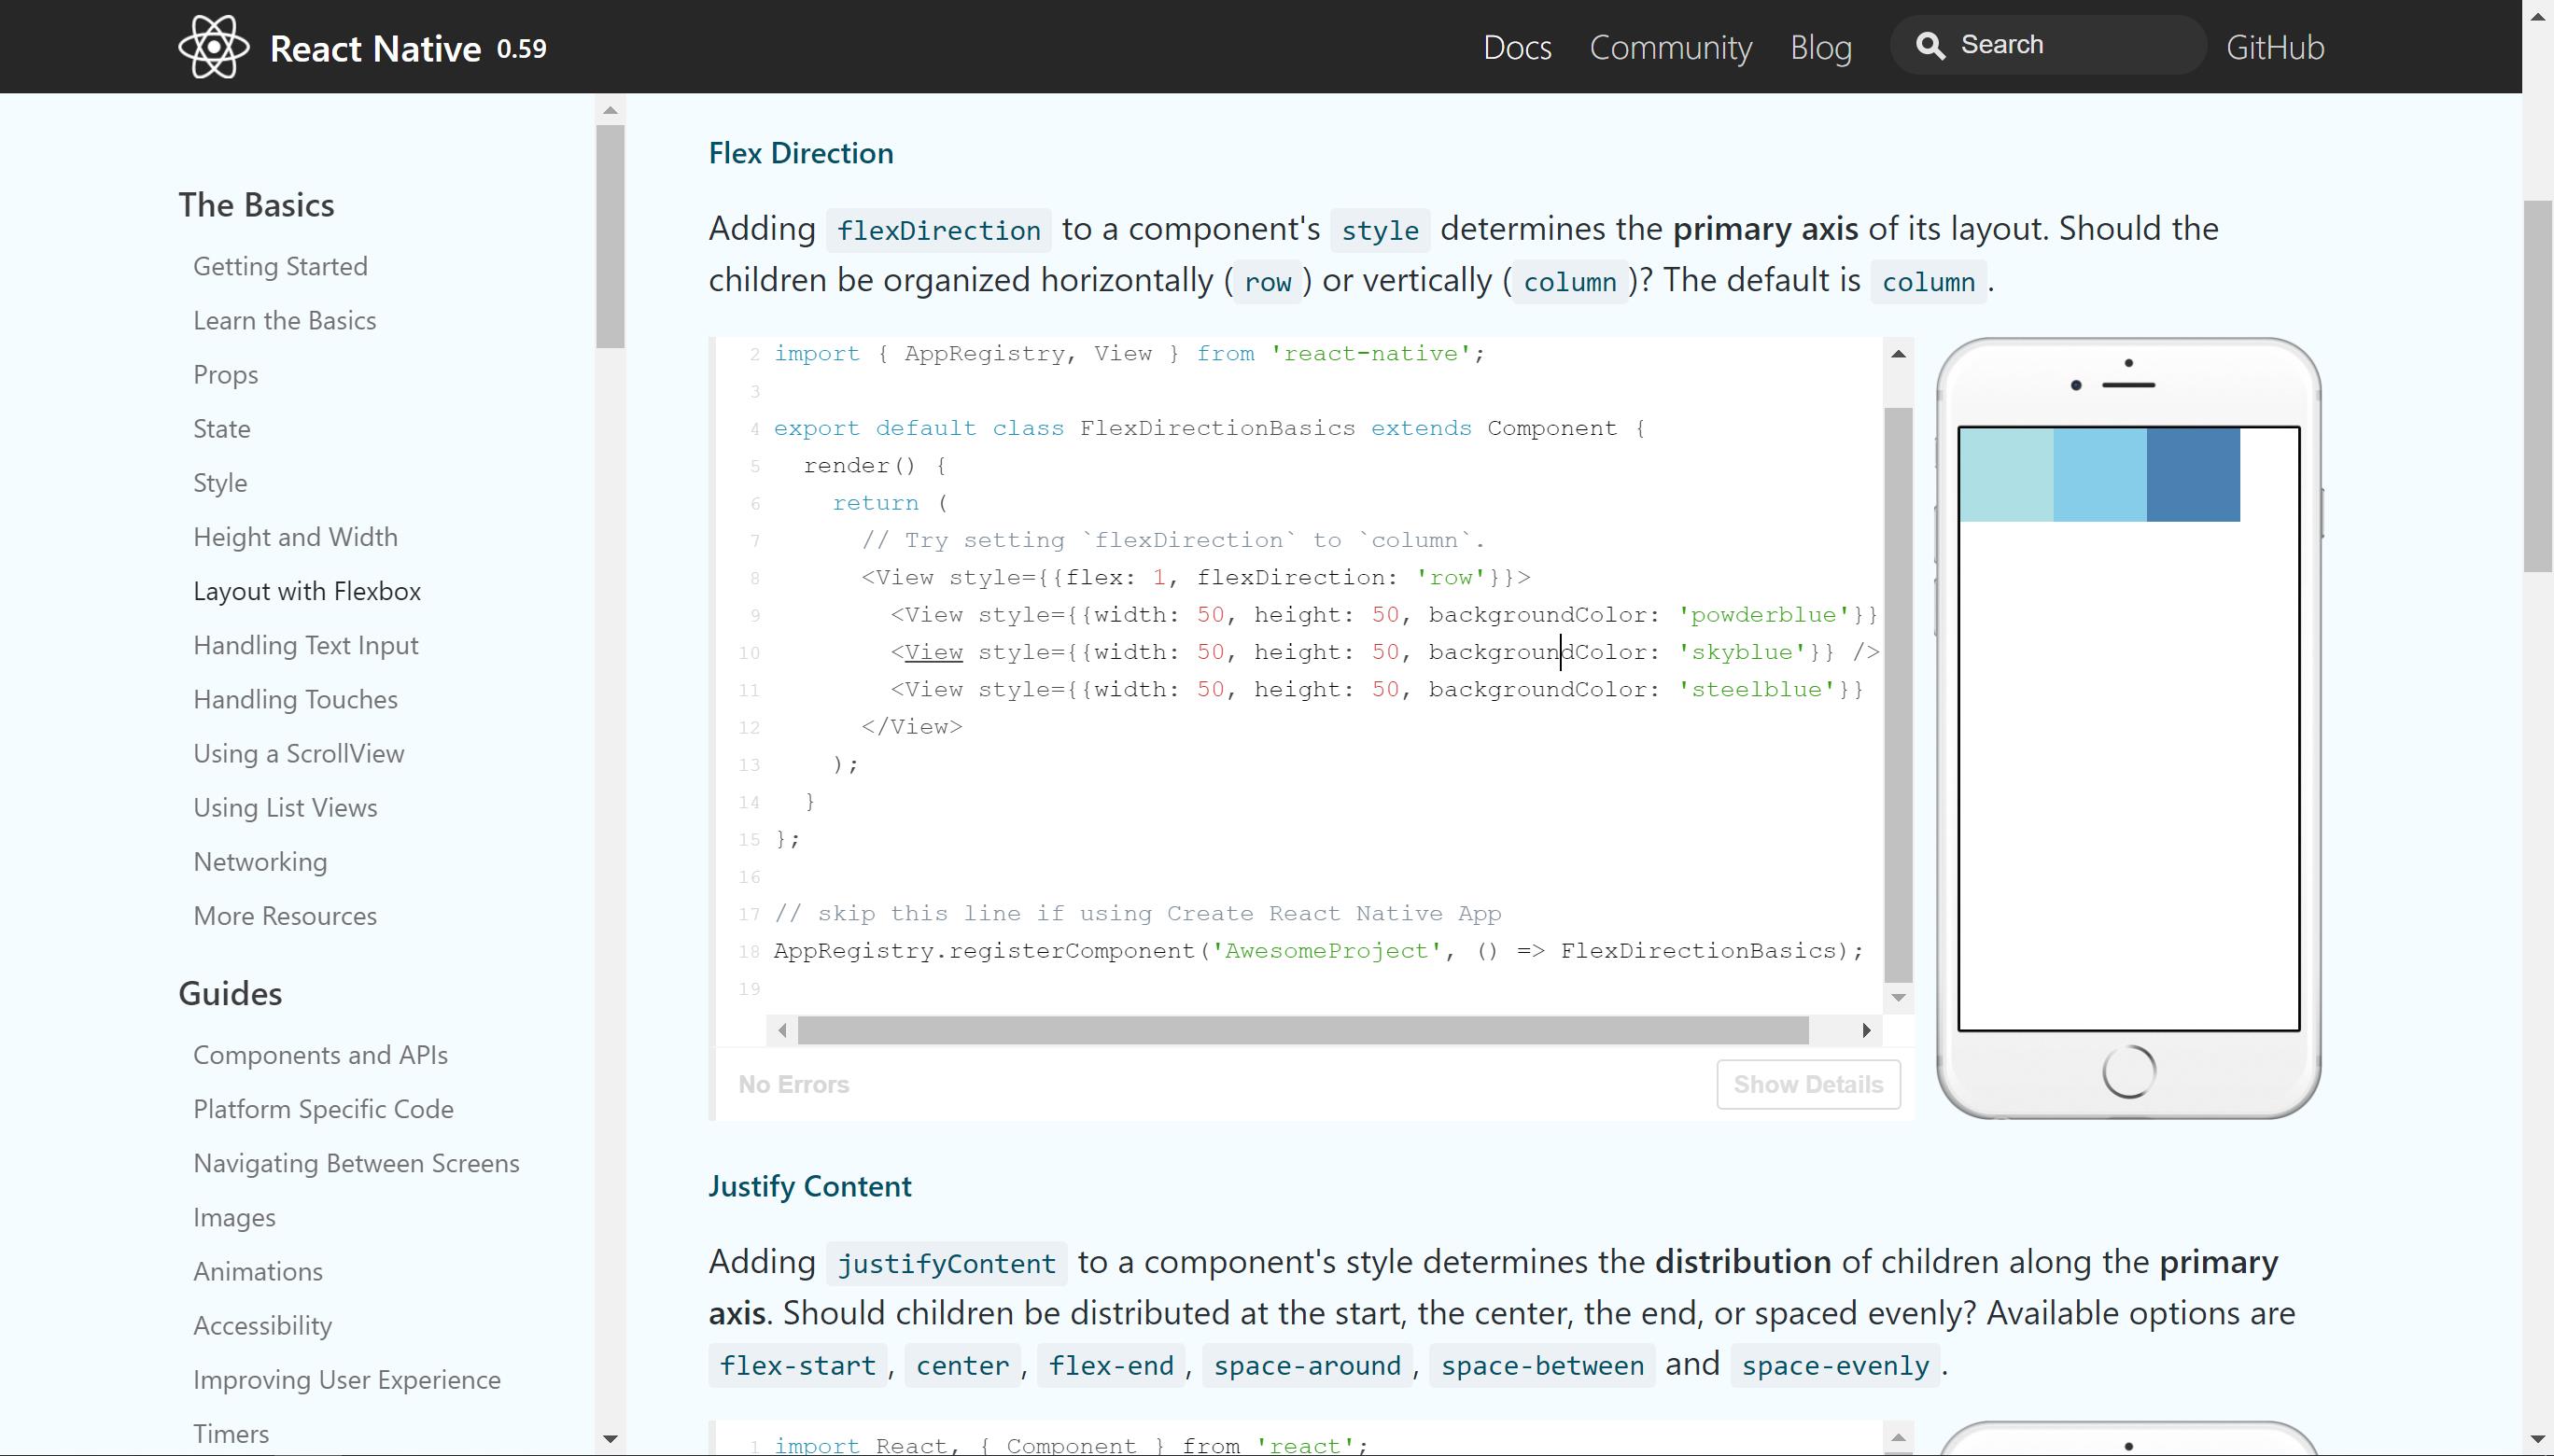 React Native 0.59
Docs Community Blog Search GitHub
The Basics
Getting Started
Learn the Basics
Props
State
Style
Height and Width
Layout with Flexbox
Handling Text Input
Handling Touches
Using a ScrollView
Using List Views
Networking
More Resources
Guides
Components and APIs
Platform Specific Code
Navigating Between Screens
Images
Animations
Accessibility
Improving User Experience
Timers
Flex Direction
Adding flexDirection to a component's style determines the primary axis of its layout. Should the
children be organized horizontally (row) or vertically (column)? The default is column.
2 import { AppRegistry, View } from 'react-native';
3
4 export default class FlexDirectionBasics extends Component {
5   render() {
6     return (
7       // Try setting `flexDirection` to `column`.
8       <View style={{flex: 1, flexDirection: 'row'}}>
9         <View style={{width: 50, height: 50, backgroundColor: 'powderblue'}}
10         <View style={{width: 50, height: 50, backgroundColor: 'skyblue'}} />
11         <View style={{width: 50, height: 50, backgroundColor: 'steelblue'}}
12       </View>
13     );
14   }
15 };
16
17 // skip this line if using Create React Native App
18 AppRegistry.registerComponent('AwesomeProject', () => FlexDirectionBasics);
19
No Errors Show Details
Justify Content
Adding justifyContent to a component's style determines the distribution of children along the primary
axis. Should children be distributed at the start, the center, the end, or spaced evenly? Available options are
flex-start, center, flex-end, space-around, space-between and space-evenly.
1 import React, { Component } from 'react';